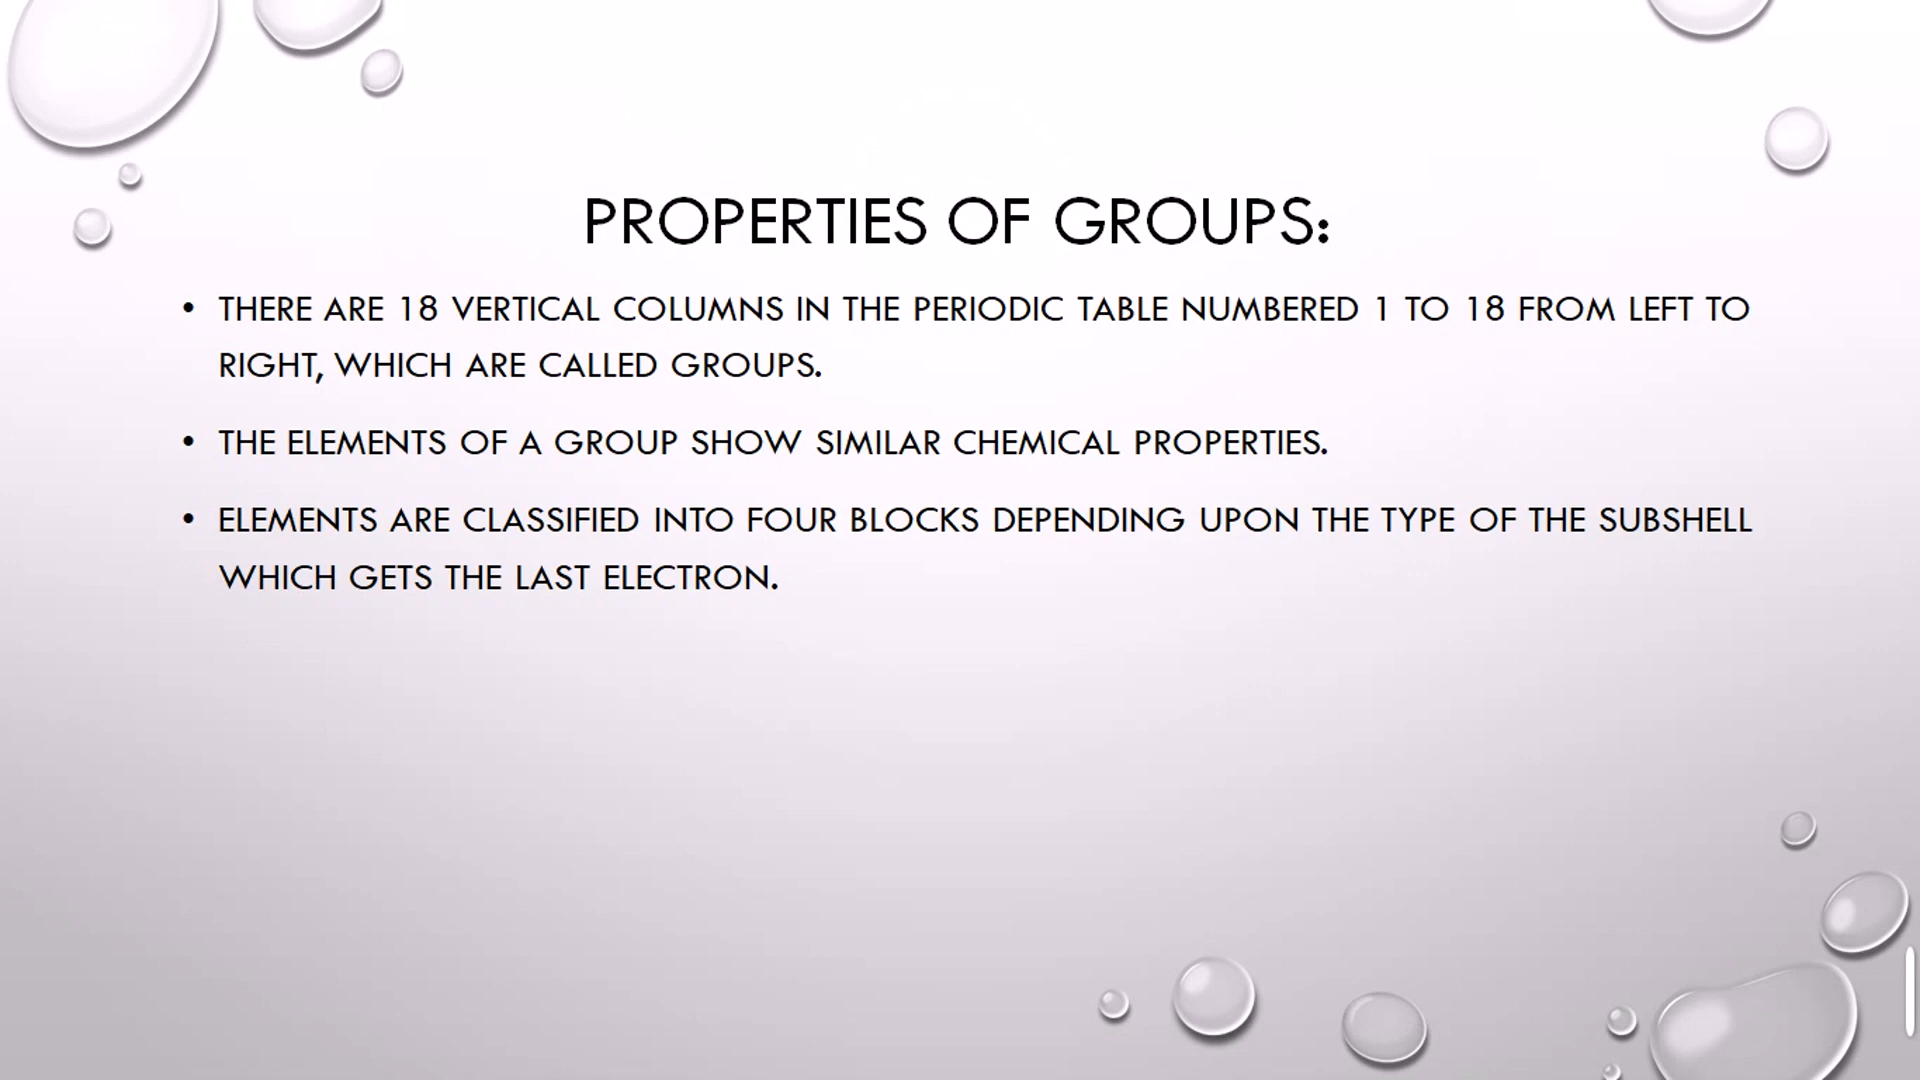 PROPERTIES OF GROUPS:
• THERE ARE 18 VERTICAL COLUMNS IN THE PERIODIC TABLE NUMBERED 1 TO 18 FROM LEFT TO
RIGHT, WHICH ARE CALLED GROUPS.
• THE ELEMENTS OF A GROUP SHOW SIMILAR CHEMICAL PROPERTIES.
• ELEMENTS ARE CLASSIFIED INTO FOUR BLOCKS DEPENDING UPON THE TYPE OF THE SUBSHELL
WHICH GETS THE LAST ELECTRON.